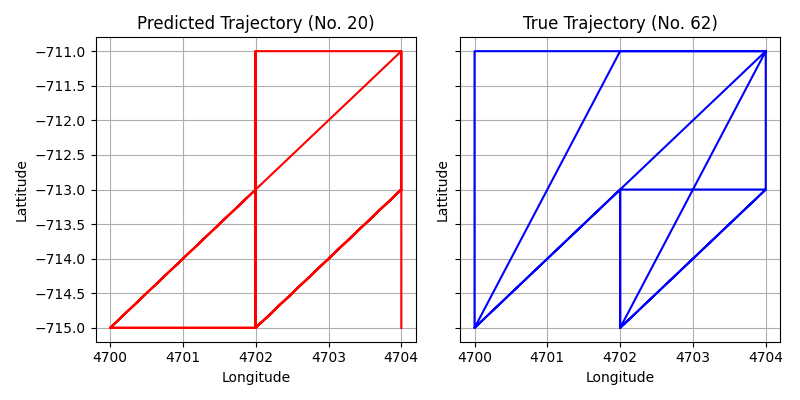 Predicted Trajectory (No. 20)
True Trajectory (No. 62)
Lattitude
−711.0
−711.5
−712.0
−712.5
−713.0
−713.5
−714.0
−714.5
−715.0
4700 4701 4702 4703 4704
Longitude
Lattitude
4700 4701 4702 4703 4704
Longitude